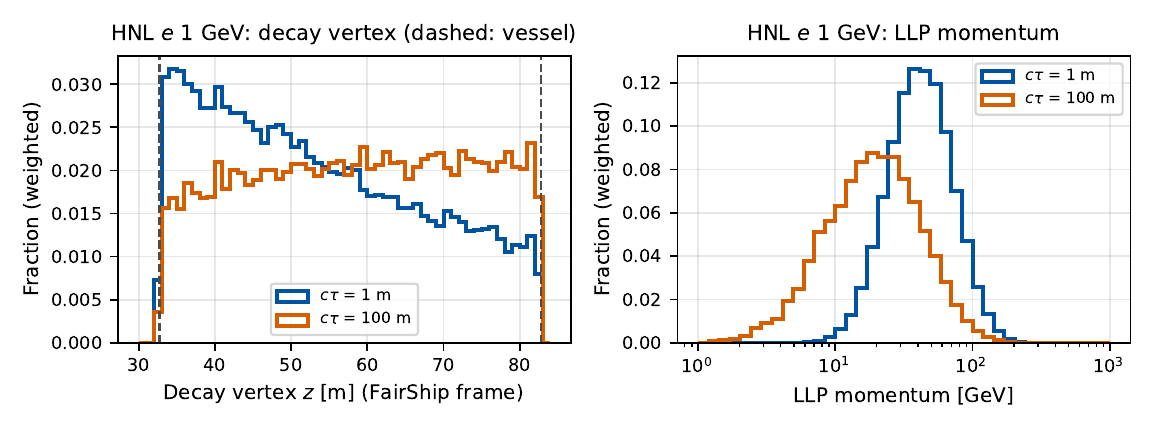 HNL e 1 GeV: decay vertex (dashed: vessel)
Fraction (weighted)
0.030
0.025
0.020
0.015
0.010
0.005
0.000
cτ = 1 m
cτ = 100 m
30 40 50 60 70 80
Decay vertex z [m] (FairShip frame)
HNL e 1 GeV: LLP momentum
Fraction (weighted)
0.12
0.10
0.08
0.06
0.04
0.02
0.00
cτ = 1 m
cτ = 100 m
10⁰ 10¹ 10² 10³
LLP momentum [GeV]